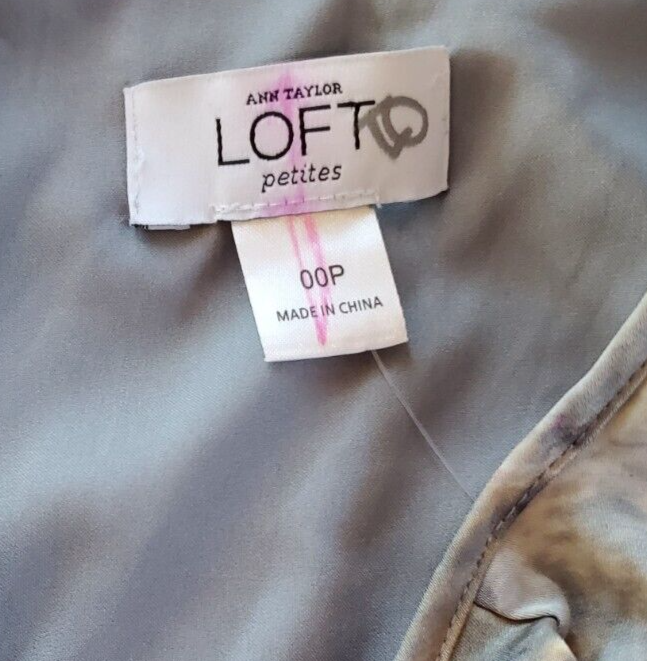 ANN TAYLOR
LOFT
petites
00P
MADE IN CHINA